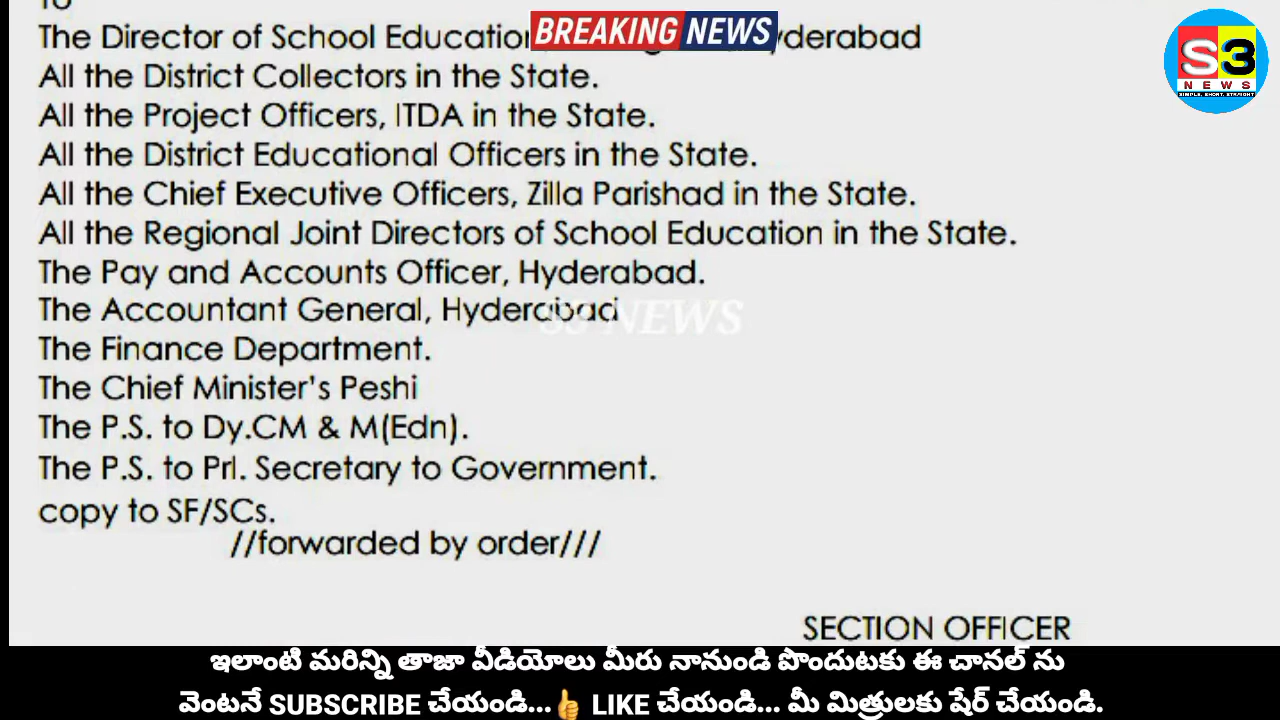 To
The Director of School Education BREAKING NEWS yderabad
All the District Collectors in the State.
All the Project Officers, ITDA in the State.
All the District Educational Officers in the State.
All the Chief Executive Officers, Zilla Parishad in the State.
All the Regional Joint Directors of School Education in the State.
The Pay and Accounts Officer, Hyderabad.
The Accountant General, Hyderabad
S3 NEWS
The Finance Department.
The Chief Minister's Peshi
The P.S. to Dy.CM & M(Edn).
The P.S. to Prl. Secretary to Government.
copy to SF/SCs.
//forwarded by order///
SECTION OFFICER
S3
NEWS
SIMPLE. SHORT. STRAIGHT
ఇలాంటి మరిన్ని తాజా వీడియోలు మీరు నానుండి పొందుటకు ఈ చానల్ ను
వెంటనే SUBSCRIBE చేయండి...👍 LIKE చేయండి... మీ మిత్రులకు షేర్ చేయండి.